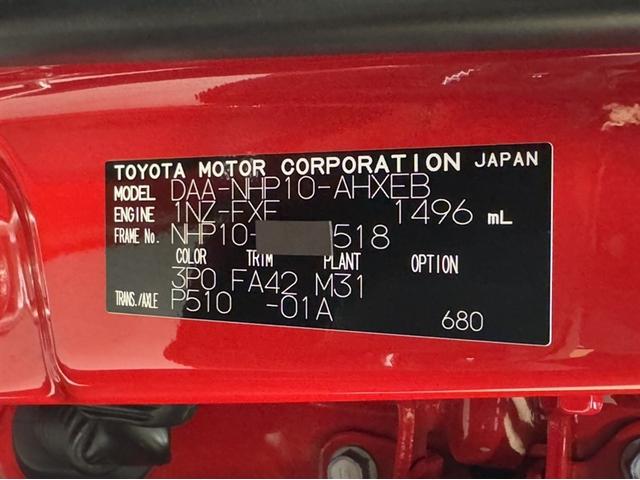 TOYOTA MOTOR CORPORATION JAPAN
MODEL DAA-NHP10-AHXEB
ENGINE 1NZ-FXE 1496 mL
FRAME No. NHP10- 518
COLOR TRIM PLANT OPTION
3P0 FA42 M31
TRANS./AXLE P510 -01A
680